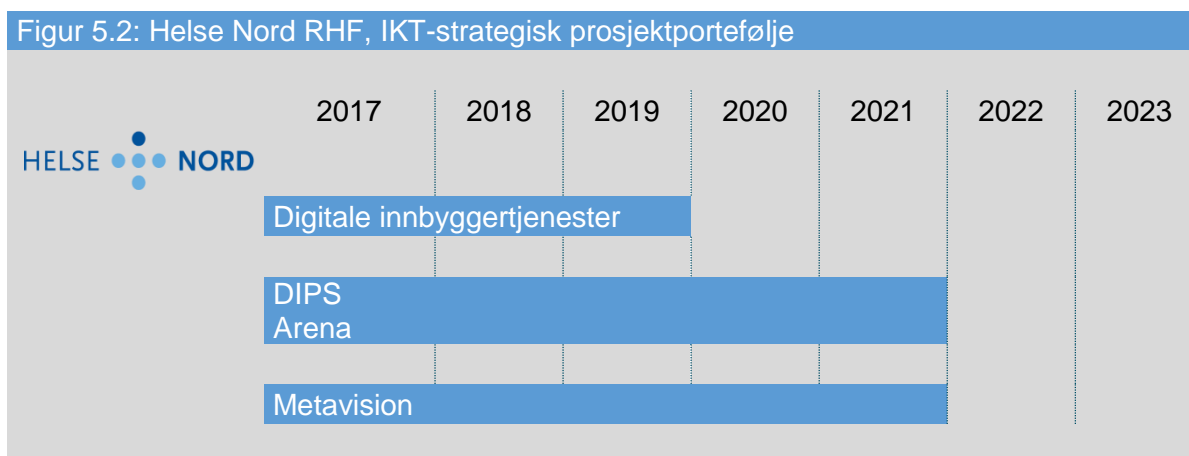 Figur 5.2: Helse Nord RHF, IKT-strategisk prosjektportefølje
2017 2018 2019 2020 2021 2022 2023
HELSE NORD
Digitale innbyggertjenester
DIPS
Arena
Metavision